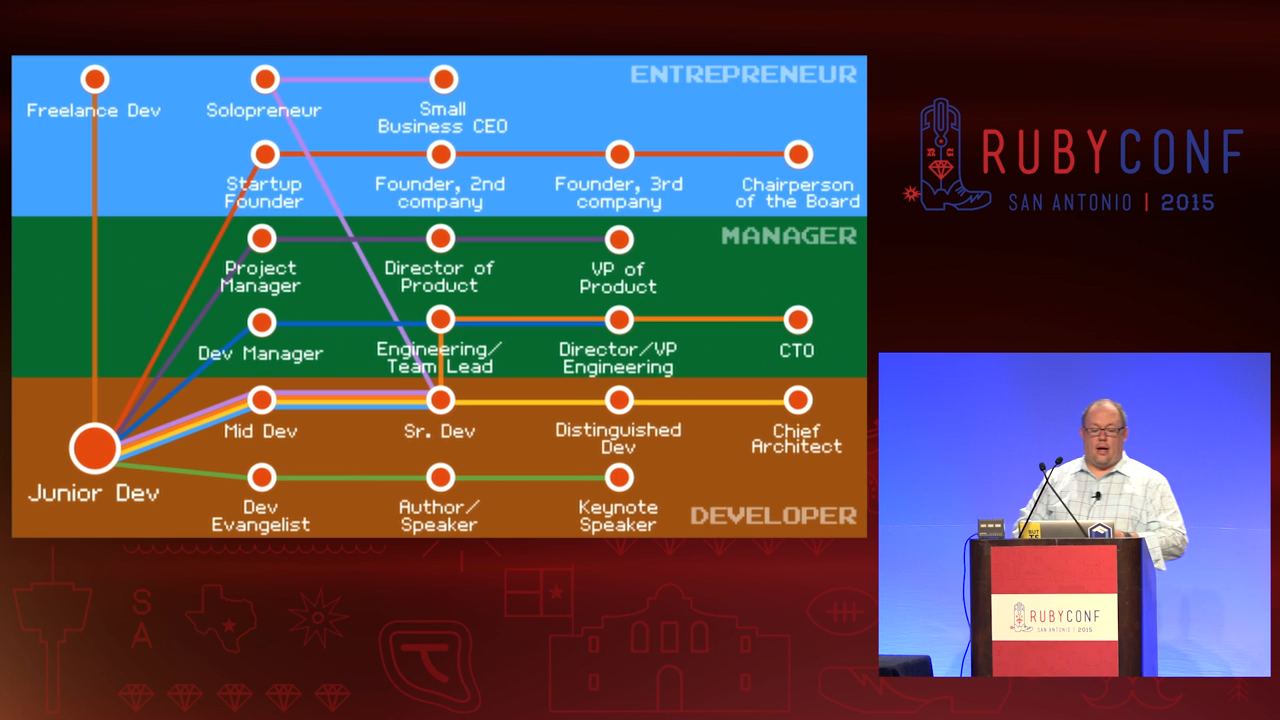 ENTREPRENEUR
Freelance Dev
Solopreneur
Small
Business CEO
Startup
Founder
Founder, 2nd
company
Founder, 3rd
company
Chairperson
of the Board
MANAGER
Project
Manager
Director of
Product
VP of
Product
Dev Manager
Engineering/
Team Lead
Director/VP
Engineering
CTO
Mid Dev
Sr. Dev
Distinguished
Dev
Chief
Architect
Junior Dev
Dev
Evangelist
Author/
Speaker
Keynote
Speaker
DEVELOPER
RUBYCONF
SAN ANTONIO | 2015
RUBYCONF
SAN ANTONIO | 2015
S
A